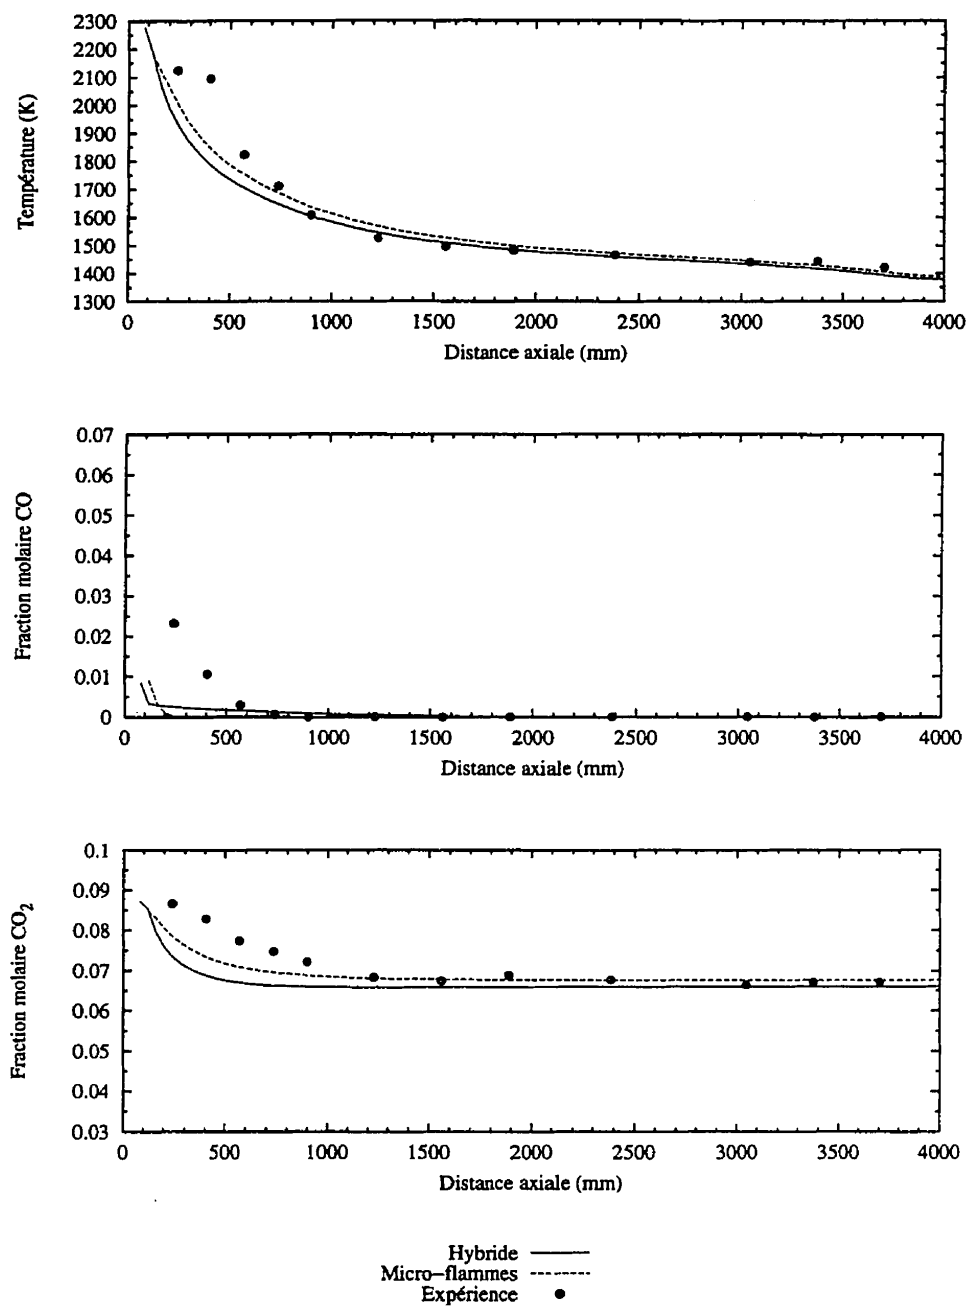 2300
2200
2100
2000
1900
1800
1700
1600
1500
1400
1300
Température (K)
0 500 1000 1500 2000 2500 3000 3500 4000
Distance axiale (mm)
0.07
0.06
0.05
0.04
0.03
0.02
0.01
0
Fraction molaire CO
0 500 1000 1500 2000 2500 3000 3500 4000
Distance axiale (mm)
0.1
0.09
0.08
0.07
0.06
0.05
0.04
0.03
Fraction molaire CO2
0 500 1000 1500 2000 2500 3000 3500 4000
Distance axiale (mm)
Hybride
Micro-flammes
Expérience